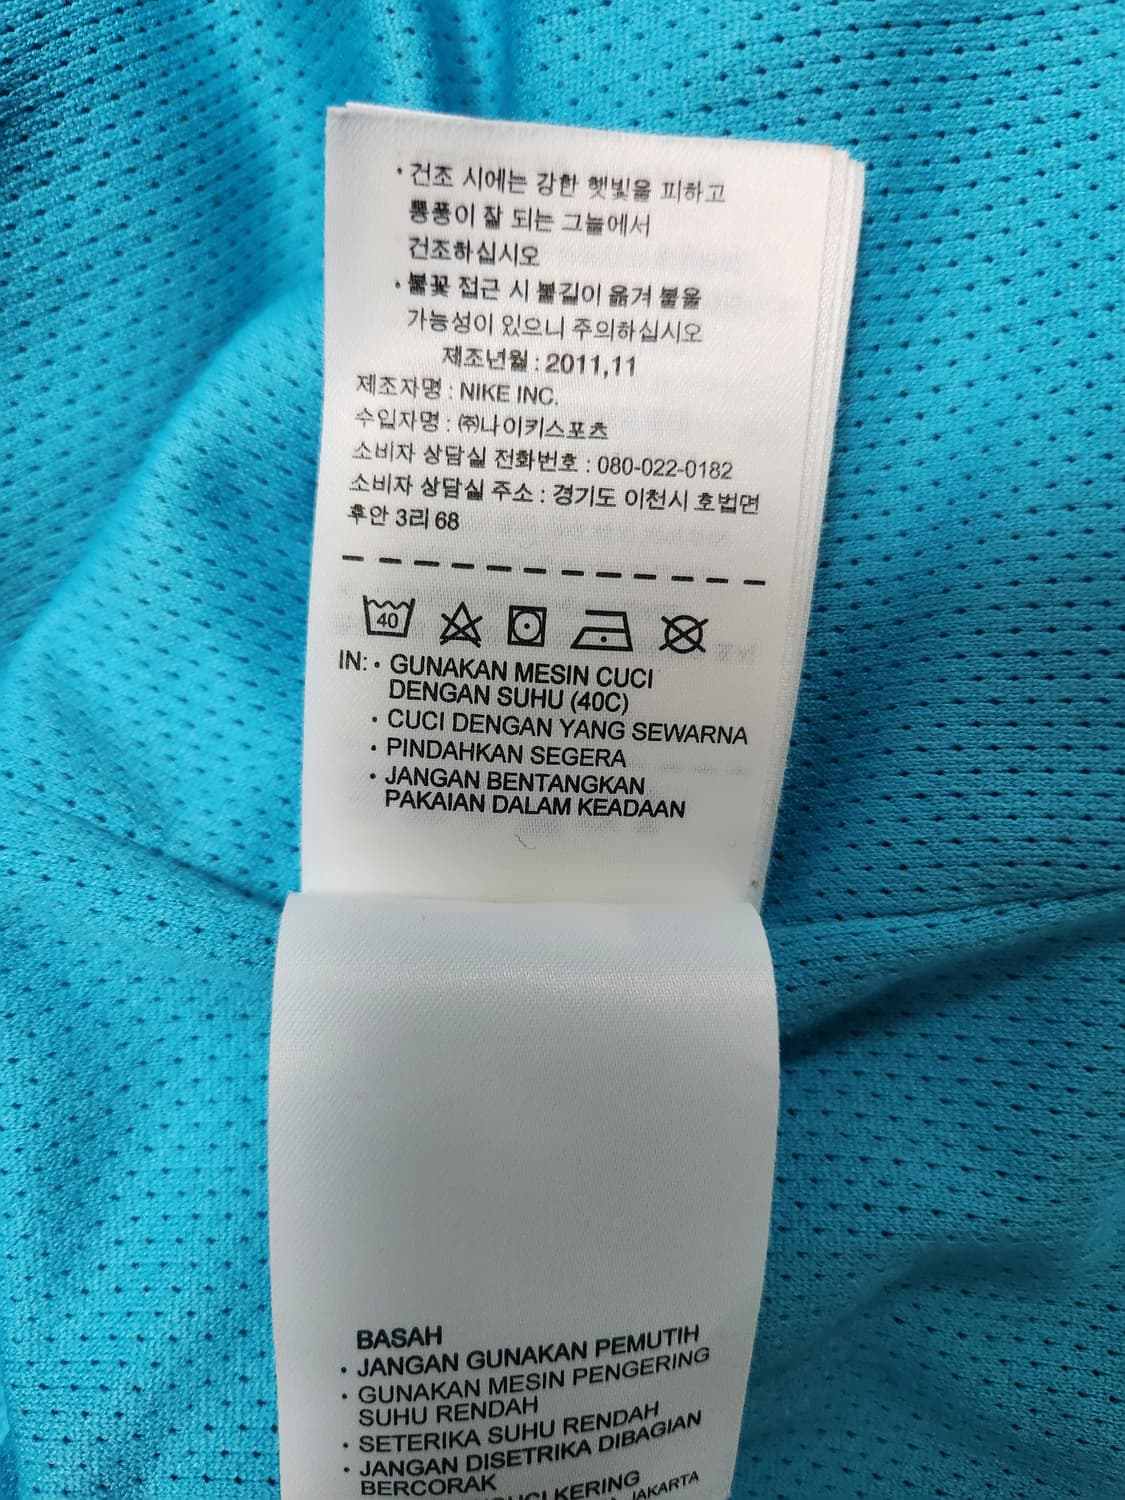 · 건조 시에는 강한 햇빛을 피하고
통풍이 잘 되는 그늘에서
건조하십시오
· 불꽃 접근 시 불길이 옮겨 붙을
가능성이 있으니 주의하십시오
제조년월 : 2011,11
제조자명 : NIKE INC.
수입자명 : ㈜나이키스포츠
소비자 상담실 전화번호 : 080-022-0182
소비자 상담실 주소 : 경기도 이천시 호법면
후안 3리 68
40
IN: · GUNAKAN MESIN CUCI
DENGAN SUHU (40C)
· CUCI DENGAN YANG SEWARNA
· PINDAHKAN SEGERA
· JANGAN BENTANGKAN
PAKAIAN DALAM KEADAAN
BASAH
· JANGAN GUNAKAN PEMUTIH
· GUNAKAN MESIN PENGERING
SUHU RENDAH
· SETERIKA SUHU RENDAH
· JANGAN DISETRIKA DIBAGIAN
BERCORAK
KERING
JAKARTA